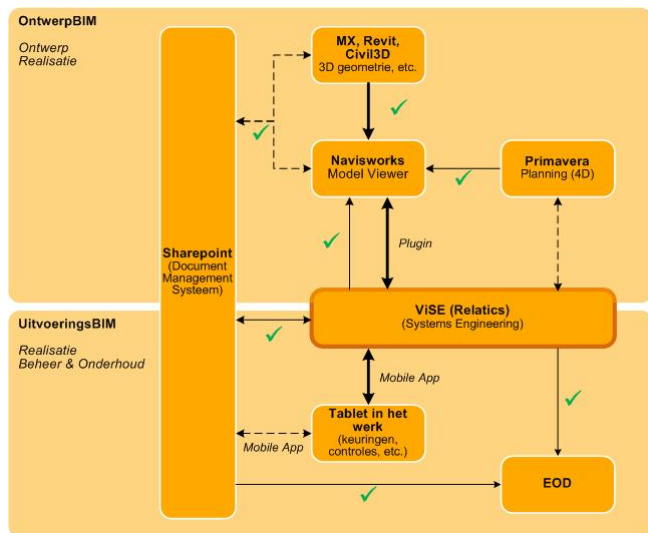 OntwerpBIM
Ontwerp
Realisatie
MX, Revit,
Civil3D
3D geometrie, etc.
Navisworks
Model Viewer
Primavera
Planning (4D)
Plugin
Sharepoint
(Document
Management
Systeem)
ViSE (Relatics)
(Systems Engineering)
UitvoeringsBIM
Realisatie
Beheer & Onderhoud
Mobile App
Tablet in het
werk
(keuringen,
controles, etc.)
Mobile App
EOD